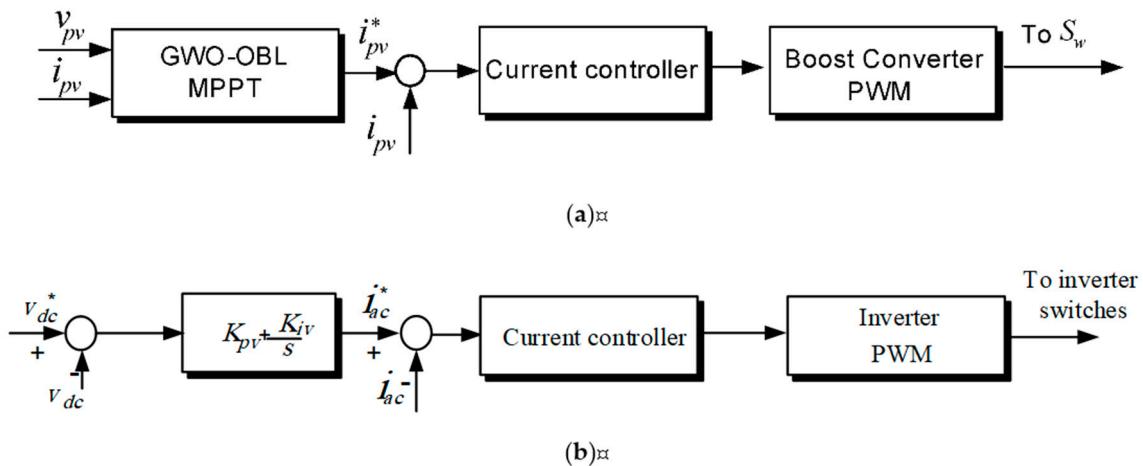 v_pv
i_pv
GWO-OBL
MPPT
i*_pv
i_pv
Current controller
Boost Converter
PWM
To S_w
(a)¤
v_dc*
+
-
v_dc
K_pv+K_iv/s
i*_ac
+
-
i_ac
Current controller
Inverter
PWM
To inverter
switches
(b)¤